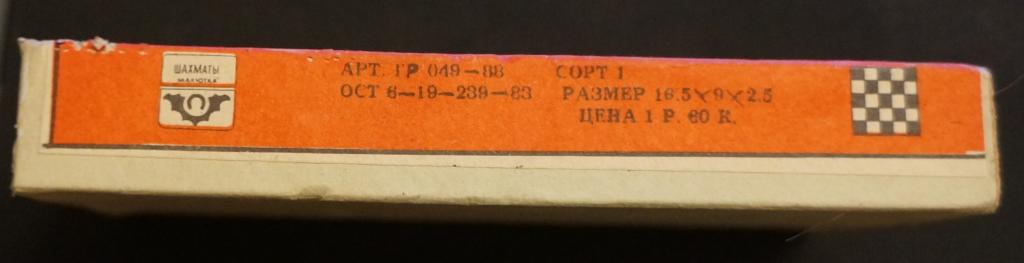 ШАХМАТЫ
МАЛЮТКА
АРТ. ГР 049—88
ОСТ 6—19—239—83
СОРТ 1
РАЗМЕР 16.5×9×2.5
ЦЕНА 1 Р. 60 К.